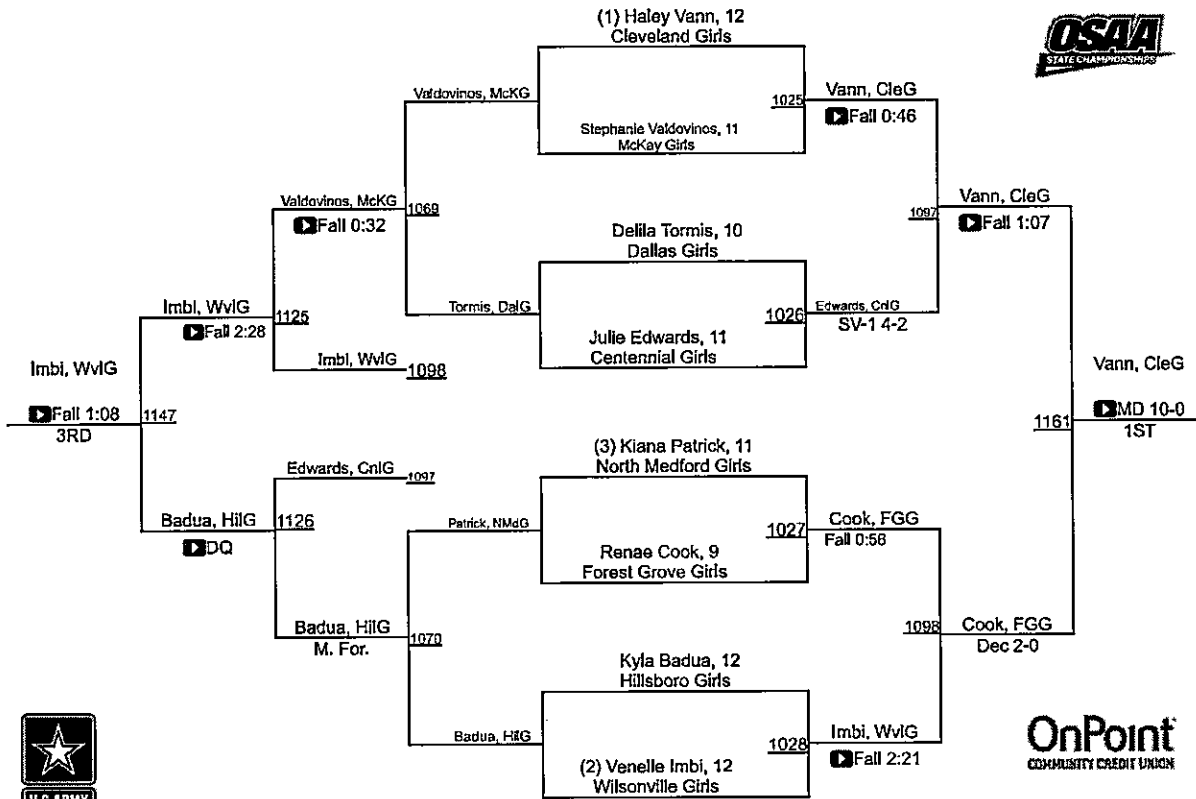 (1) Haley Vann, 12
Cleveland Girls
OSAA
STATE CHAMPIONSHIPS
Valdovinos, McKG
1025
Vann, CleG
Fall 0:46
Stephanie Valdovinos, 11
McKay Girls
Valdovinos, McKG
1069
Fall 0:32
Vann, CleG
1097
Fall 1:07
Delila Tormis, 10
Dallas Girls
Imbi, WvlG
1125
Fall 2:28
Tormis, DalG
1026
Edwards, CnlG
SV-1 4-2
Julie Edwards, 11
Centennial Girls
Imbi, WvlG
1098
Imbi, WvlG
Vann, CleG
Fall 1:08
1147
3RD
MD 10-0
1161
1ST
(3) Kiana Patrick, 11
North Medford Girls
Edwards, CnlG
1097
Badua, HilG
1126
DQ
Patrick, NMdG
1027
Cook, FGG
Fall 0:58
Renae Cook, 9
Forest Grove Girls
Badua, HilG
1070
M. For.
1098
Cook, FGG
Dec 2-0
Kyla Badua, 12
Hillsboro Girls
Badua, HilG
1028
Imbi, WvlG
Fall 2:21
(2) Venelle Imbi, 12
Wilsonville Girls
OnPoint
COMMUNITY CREDIT UNION
U.S. ARMY